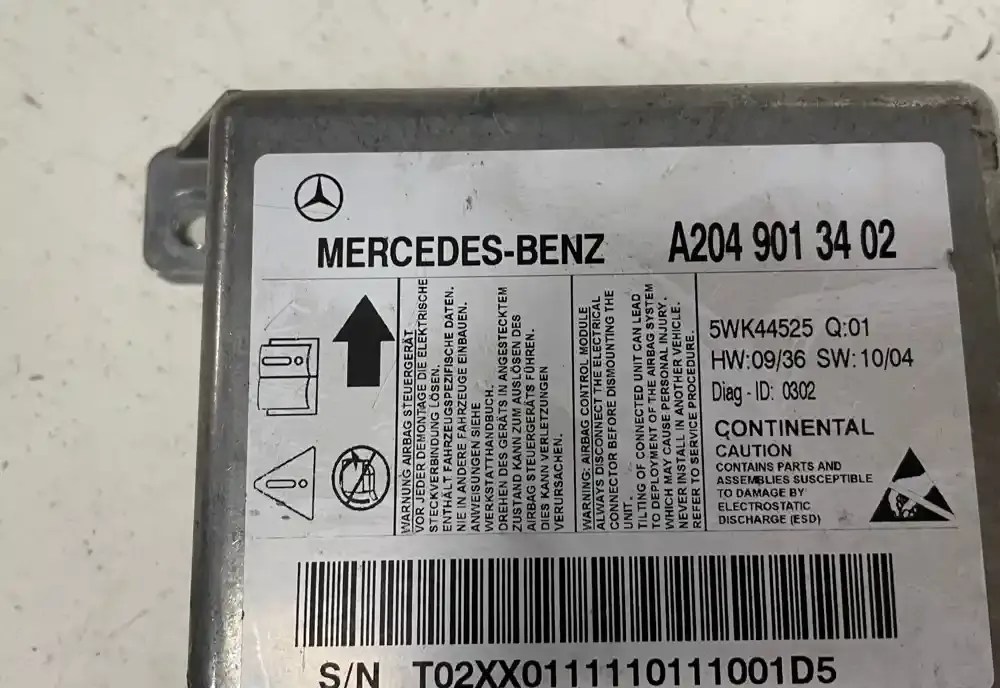 MERCEDES-BENZ
A204 901 34 02
WARNUNG AIRBAG STEUERGERÄT
VOR JEDER DEMONTAGE DIE ELEKTRISCHE
STECKVERBINDUNG LÖSEN.
ENTHÄLT FAHRZEUGSPEZIFISCHE DATEN.
NIE IN ANDERE FAHRZEUGE EINBAUEN.
ANWEISUNGEN SIEHE
WERKSTATTHANDBUCH.
DREHEN DES GERÄTS IN ANGESTECKTEM
ZUSTAND KANN ZUM AUSLÖSEN DES
AIRBAG STEUERGERÄTS FÜHREN.
DIES KANN VERLETZUNGEN
VERURSACHEN.
WARNING: AIRBAG CONTROL MODULE
ALWAYS DISCONNECT THE ELECTRICAL
CONNECTOR BEFORE DISMOUNTING THE
UNIT.
TILTING OF CONNECTED UNIT CAN LEAD
TO DEPLOYMENT OF THE AIRBAG SYSTEM
WHICH MAY CAUSE PERSONAL INJURY.
NEVER INSTALL IN ANOTHER VEHICLE.
REFER TO SERVICE PROCEDURE.
5WK44525 Q:01
HW:09/36 SW:10/04
Diag - ID: 0302
CONTINENTAL
CAUTION
CONTAINS PARTS AND
ASSEMBLIES SUSCEPTIBLE
TO DAMAGE BY
ELECTROSTATIC
DISCHARGE (ESD)
S/N T02XX0111110111001D5